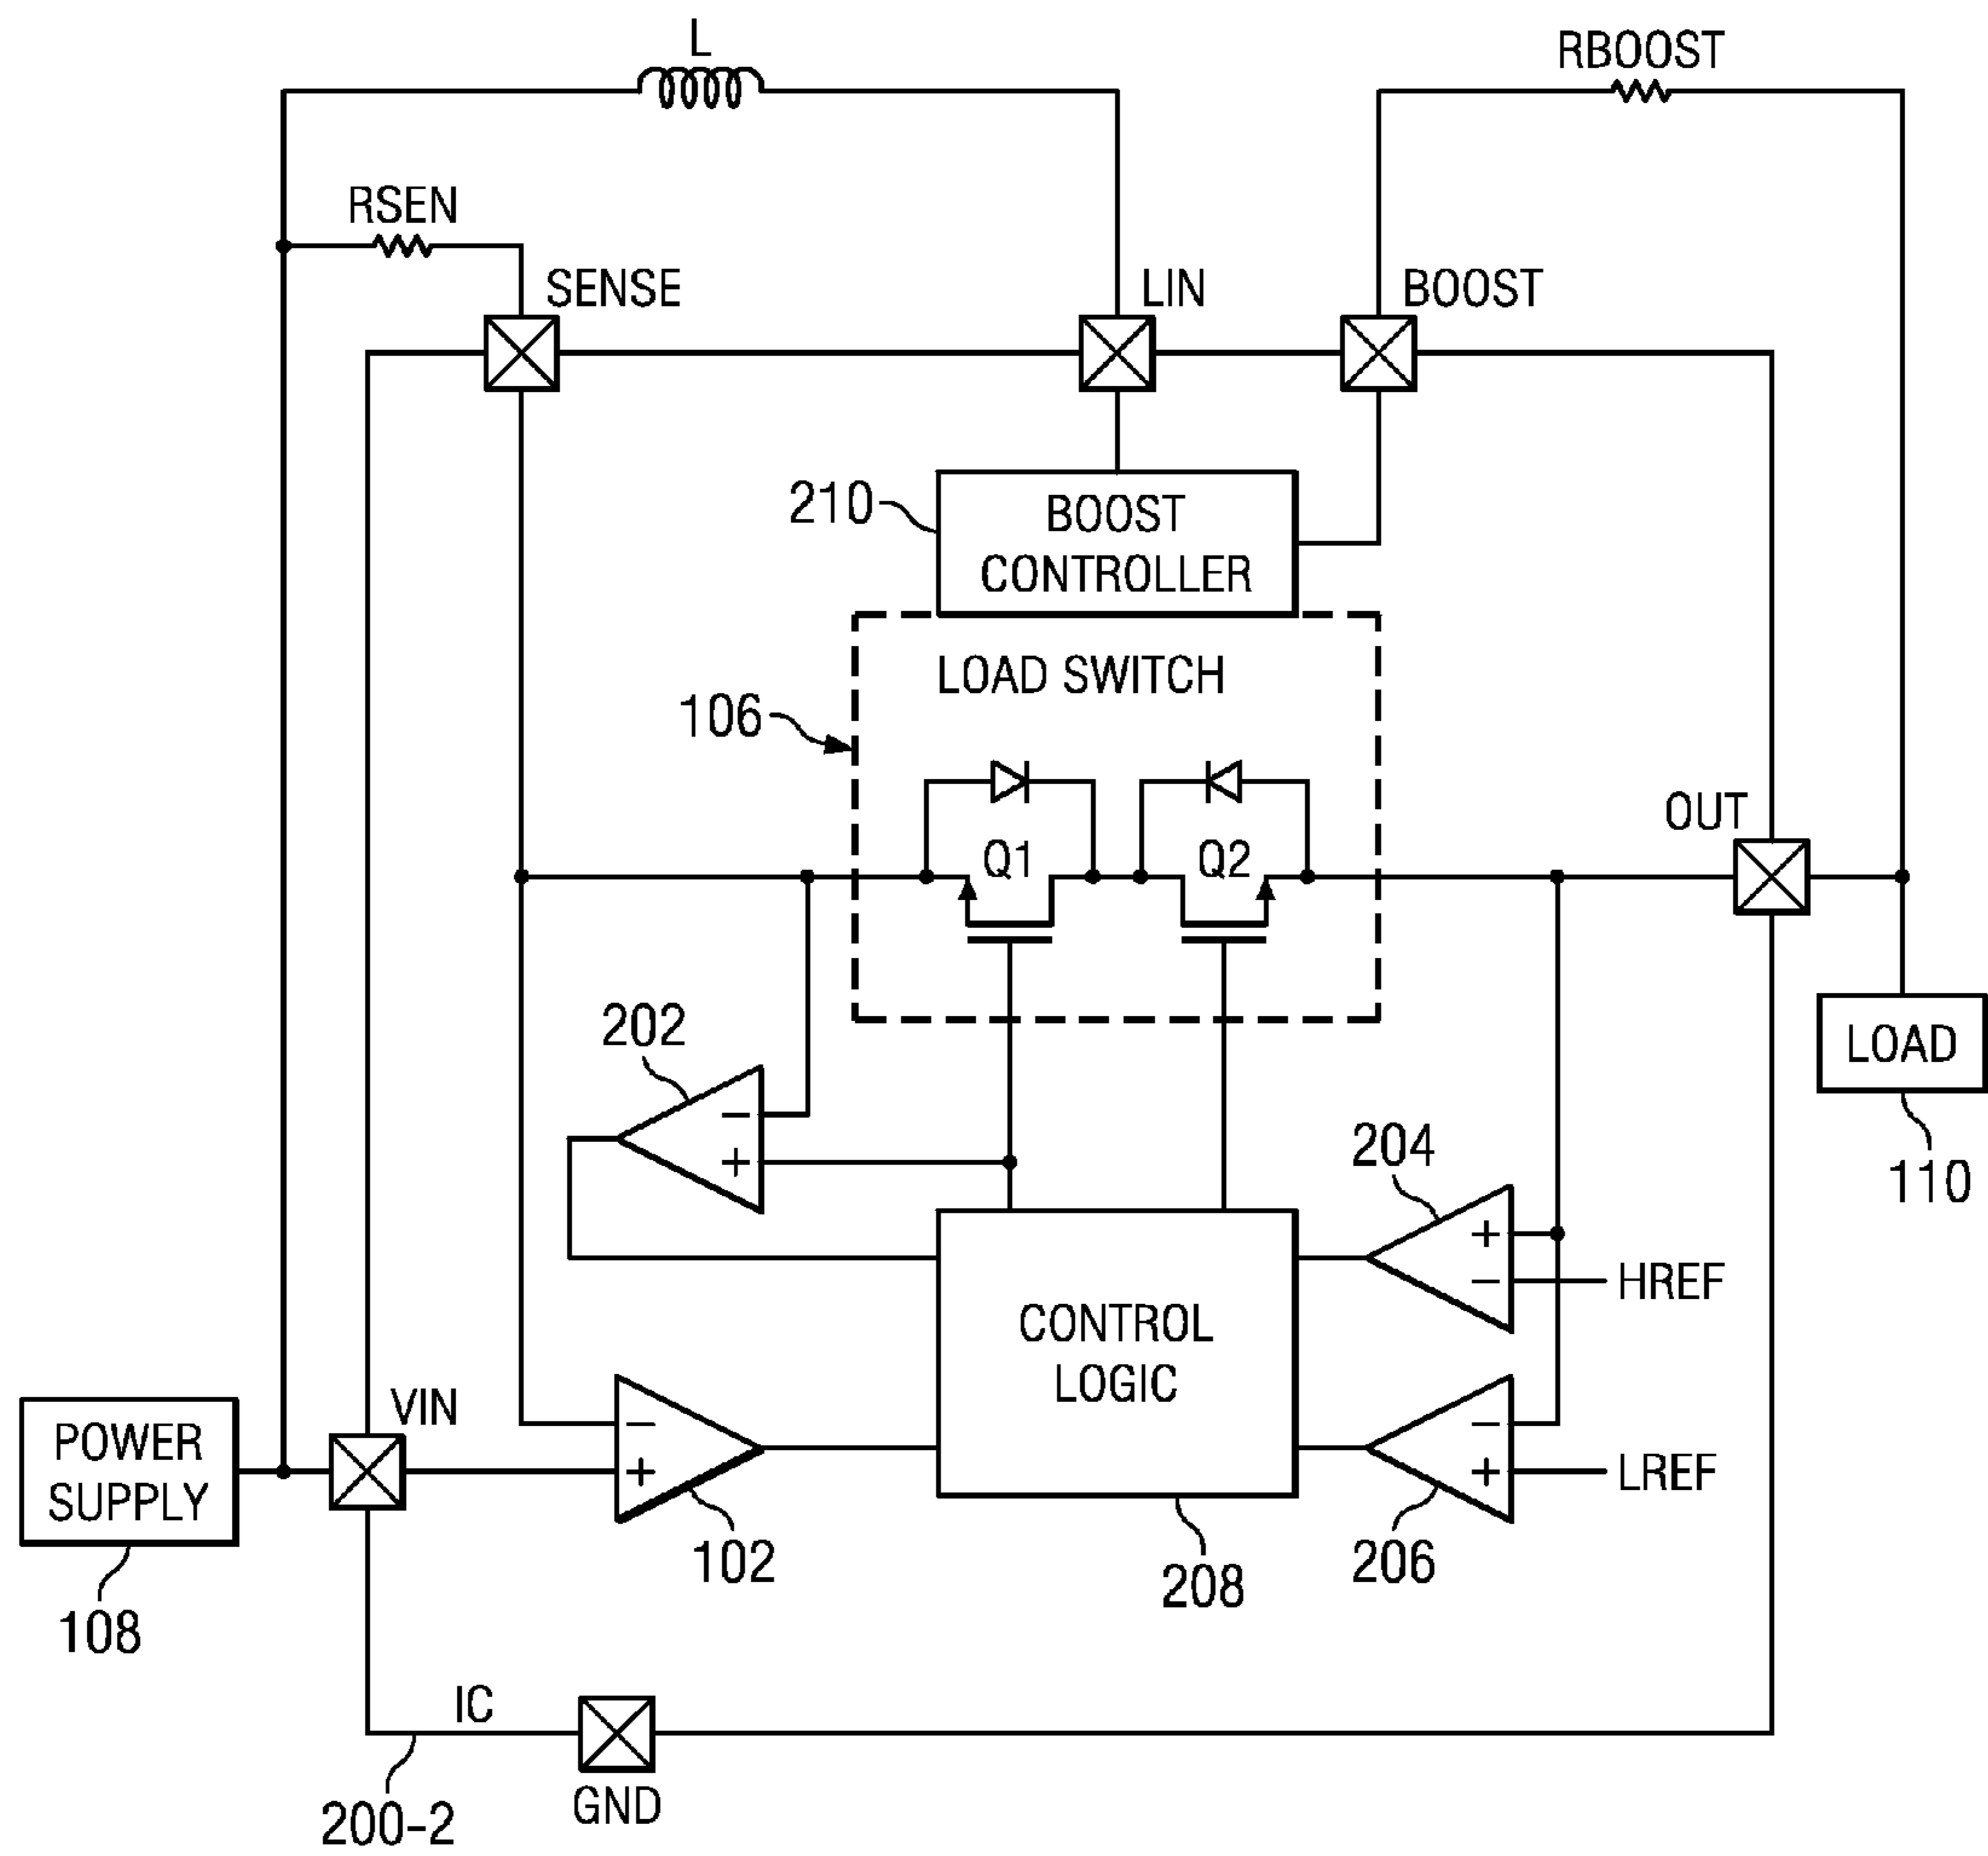 L
RBOOST
RSEN
SENSE
LIN
BOOST
210
BOOST
CONTROLLER
LOAD SWITCH
106
OUT
Q1
Q2
202
−
+
204
+
−
HREF
LOAD
110
CONTROL
LOGIC
VIN
−
+
−
+
LREF
POWER
SUPPLY
102
208
206
108
IC
200-2
GND